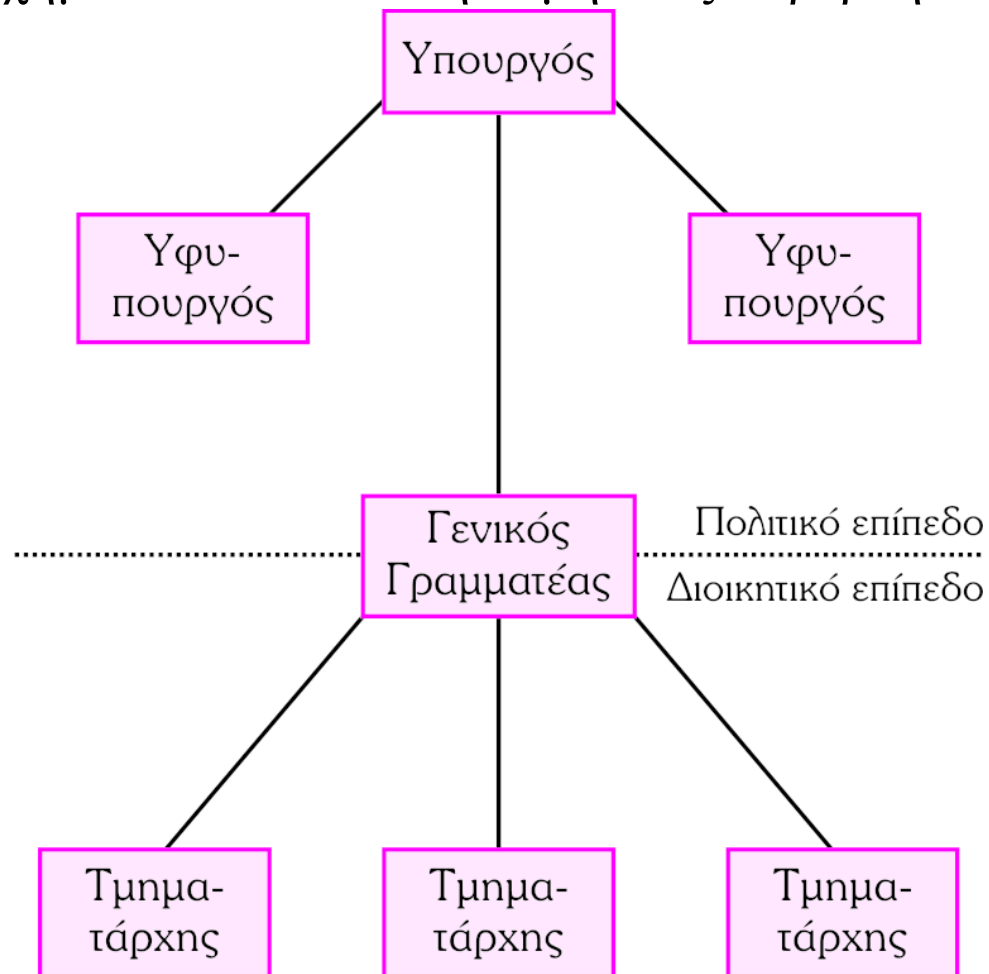 Υπουργός
Υφυ-
πουργός
Υφυ-
πουργός
Γενικός
Γραμματέας
Πολιτικό επίπεδο
Διοικητικό επίπεδο
Τμημα-
τάρχης
Τμημα-
τάρχης
Τμημα-
τάρχης